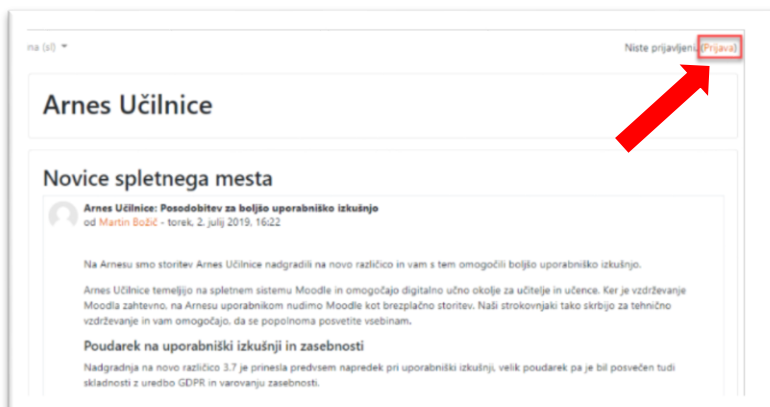 na (sl)
Niste prijavljeni. (Prijava)
Arnes Učilnice
Novice spletnega mesta
Arnes Učilnice: Posodobitev za boljšo uporabniško izkušnjo
od Martin Božič - torek, 2. julij 2019, 16:22
Na Arnesu smo storitev Arnes Učilnice nadgradili na novo različico in vam s tem omogočili boljšo uporabniško izkušnjo.
Arnes Učilnice temeljijo na spletnem sistemu Moodle in omogočajo digitalno učno okolje za učitelje in učence. Ker je vzdrževanje
Moodla zahtevno, na Arnesu uporabnikom nudimo Moodle kot brezplačno storitev. Naši strokovnjaki tako skrbijo za tehnično
vzdrževanje in vam omogočajo, da se popolnoma posvetite vsebinam.
Poudarek na uporabniški izkušnji in zasebnosti
Nadgradnja na novo različico 3.7 je prinesla predvsem napredek pri uporabniški izkušnji, velik poudarek pa je bil posvečen tudi
skladnosti z uredbo GDPR in varovanju zasebnosti.